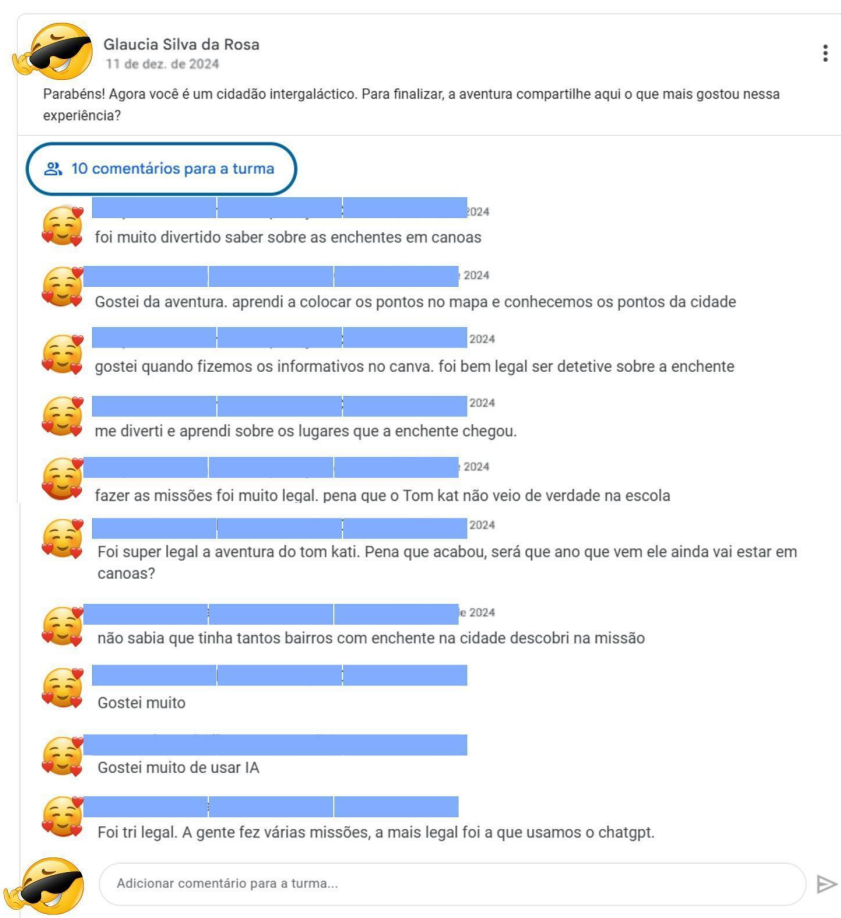 Glaucia Silva da Rosa
11 de dez. de 2024
Parabéns! Agora você é um cidadão intergaláctico. Para finalizar, a aventura compartilhe aqui o que mais gostou nessa
experiência?
10 comentários para a turma
2024
foi muito divertido saber sobre as enchentes em canoas
2024
Gostei da aventura. aprendi a colocar os pontos no mapa e conhecemos os pontos da cidade
2024
gostei quando fizemos os informativos no canva. foi bem legal ser detetive sobre a enchente
2024
me diverti e aprendi sobre os lugares que a enchente chegou.
2024
fazer as missões foi muito legal. pena que o Tom kat não veio de verdade na escola
2024
Foi super legal a aventura do tom kati. Pena que acabou, será que ano que vem ele ainda vai estar em
canoas?
2024
não sabia que tinha tantos bairros com enchente na cidade descobri na missão
Gostei muito
Gostei muito de usar IA
Foi tri legal. A gente fez várias missões, a mais legal foi a que usamos o chatgpt.
Adicionar comentário para a turma...